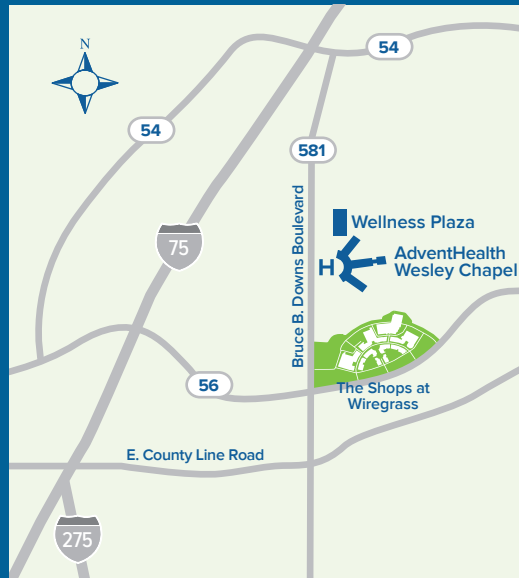 N
54
54
581
Bruce B. Downs Boulevard
Wellness Plaza
75
H
AdventHealth
Wesley Chapel
56
The Shops at
Wiregrass
E. County Line Road
275